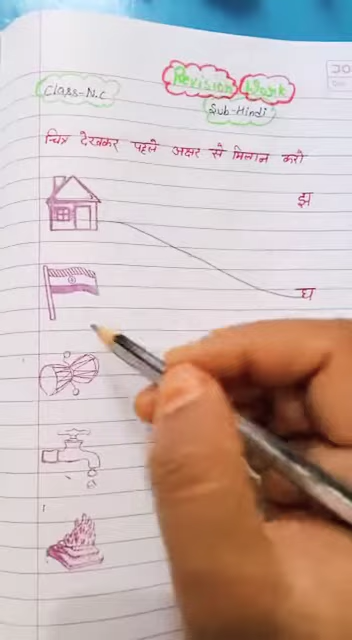 Revision Work
Class-N.C
Sub-Hindi
चित्र देखकर पहले अक्षर से मिलान करो
झ
घ